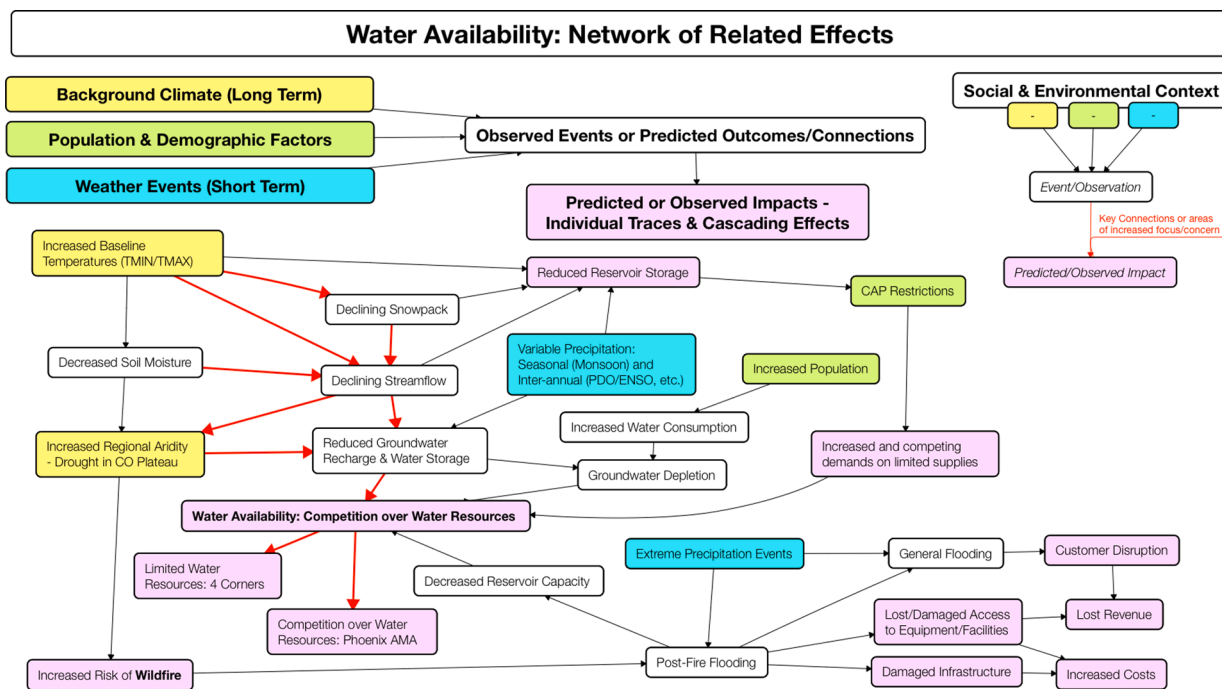 Water Availability: Network of Related Effects
Background Climate (Long Term)
Population & Demographic Factors
Weather Events (Short Term)
Observed Events or Predicted Outcomes/Connections
Predicted or Observed Impacts -
Individual Traces & Cascading Effects
Social & Environmental Context
-
-
-
Event/Observation
Key Connections or areas
of increased focus/concern
Predicted/Observed Impact
Increased Baseline
Temperatures (TMIN/TMAX)
Reduced Reservoir Storage
CAP Restrictions
Declining Snowpack
Decreased Soil Moisture
Declining Streamflow
Variable Precipitation:
Seasonal (Monsoon) and
Inter-annual (PDO/ENSO, etc.)
Increased Population
Increased Water Consumption
Increased Regional Aridity
- Drought in CO Plateau
Reduced Groundwater
Recharge & Water Storage
Groundwater Depletion
Increased and competing
demands on limited supplies
Water Availability: Competition over Water Resources
Limited Water
Resources: 4 Corners
Decreased Reservoir Capacity
Extreme Precipitation Events
General Flooding
Customer Disruption
Competition over Water
Resources: Phoenix AMA
Lost/Damaged Access
to Equipment/Facilities
Lost Revenue
Increased Risk of Wildfire
Post-Fire Flooding
Damaged Infrastructure
Increased Costs